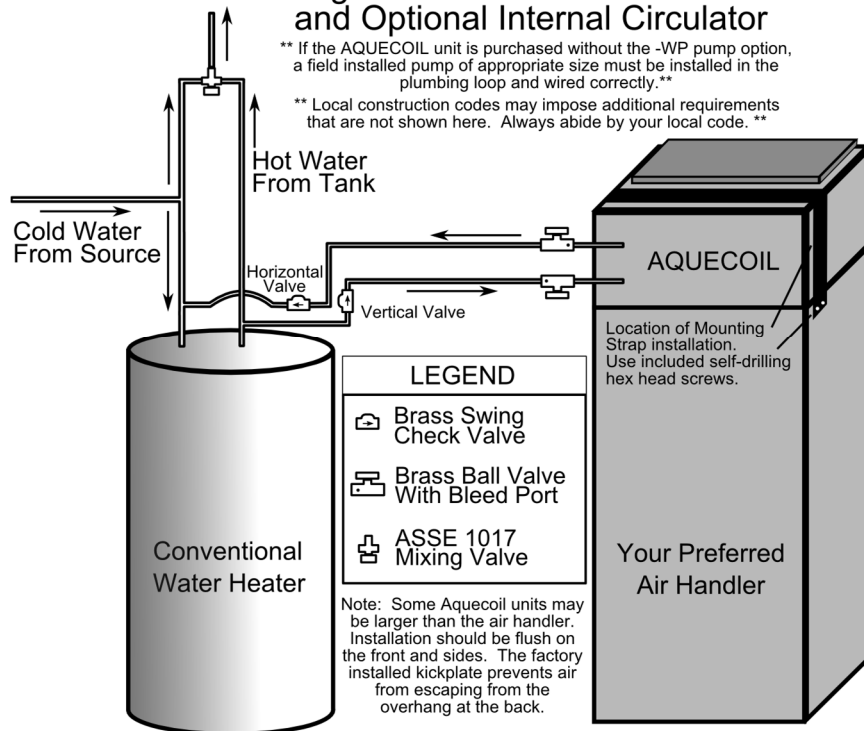 and Optional Internal Circulator
** If the AQUECOIL unit is purchased without the -WP pump option,
a field installed pump of appropriate size must be installed in the
plumbing loop and wired correctly.**
** Local construction codes may impose additional requirements
that are not shown here. Always abide by your local code. **
Hot Water
From Tank
Cold Water
From Source
Horizontal
Valve
Vertical Valve
AQUECOIL
Location of Mounting
Strap installation.
Use included self-drilling
hex head screws.
LEGEND
Brass Swing
Check Valve
Brass Ball Valve
With Bleed Port
ASSE 1017
Mixing Valve
Conventional
Water Heater
Your Preferred
Air Handler
Note: Some Aquecoil units may
be larger than the air handler.
Installation should be flush on
the front and sides. The factory
installed kickplate prevents air
from escaping from the
overhang at the back.